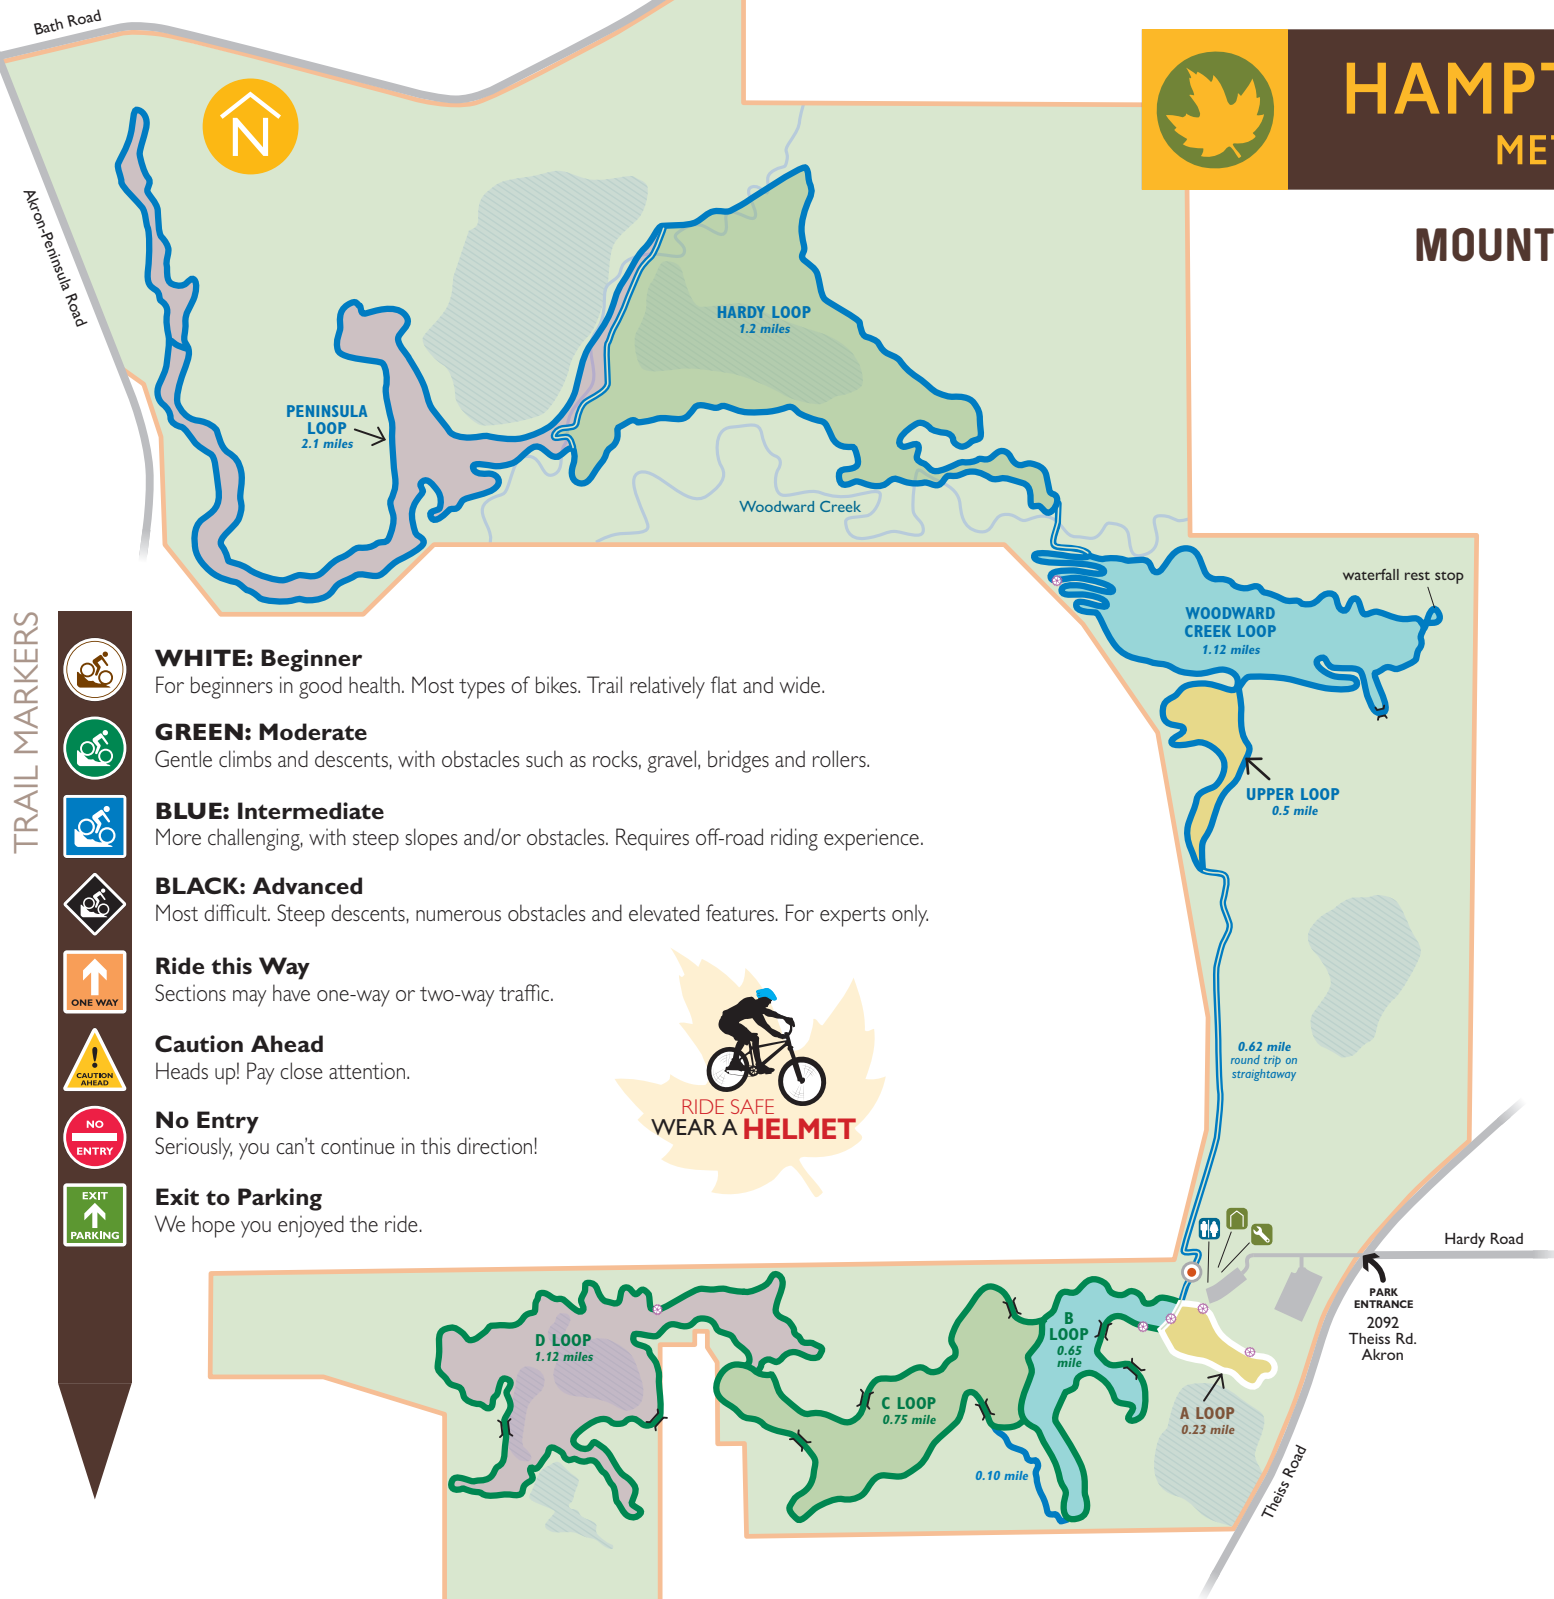 Bath Road
Akron-Peninsula Road
N
HAMPT
MET
MOUNT
HARDY LOOP
1.2 miles
PENINSULA
LOOP
2.1 miles
Woodward Creek
waterfall rest stop
WOODWARD
CREEK LOOP
1.12 miles
UPPER LOOP
0.5 mile
0.62 mile
round trip on
straightaway
TRAIL MARKERS
WHITE: Beginner
For beginners in good health. Most types of bikes. Trail relatively flat and wide.
GREEN: Moderate
Gentle climbs and descents, with obstacles such as rocks, gravel, bridges and rollers.
BLUE: Intermediate
More challenging, with steep slopes and/or obstacles. Requires off-road riding experience.
BLACK: Advanced
Most difficult. Steep descents, numerous obstacles and elevated features. For experts only.
ONE WAY
Ride this Way
Sections may have one-way or two-way traffic.
CAUTION
AHEAD
Caution Ahead
Heads up! Pay close attention.
NO
ENTRY
No Entry
Seriously, you can't continue in this direction!
EXIT
PARKING
Exit to Parking
We hope you enjoyed the ride.
RIDE SAFE
WEAR A HELMET
Hardy Road
PARK
ENTRANCE
2092
Theiss Rd.
Akron
Theiss Road
D LOOP
1.12 miles
C LOOP
0.75 mile
B
LOOP
0.65
mile
A LOOP
0.23 mile
0.10 mile